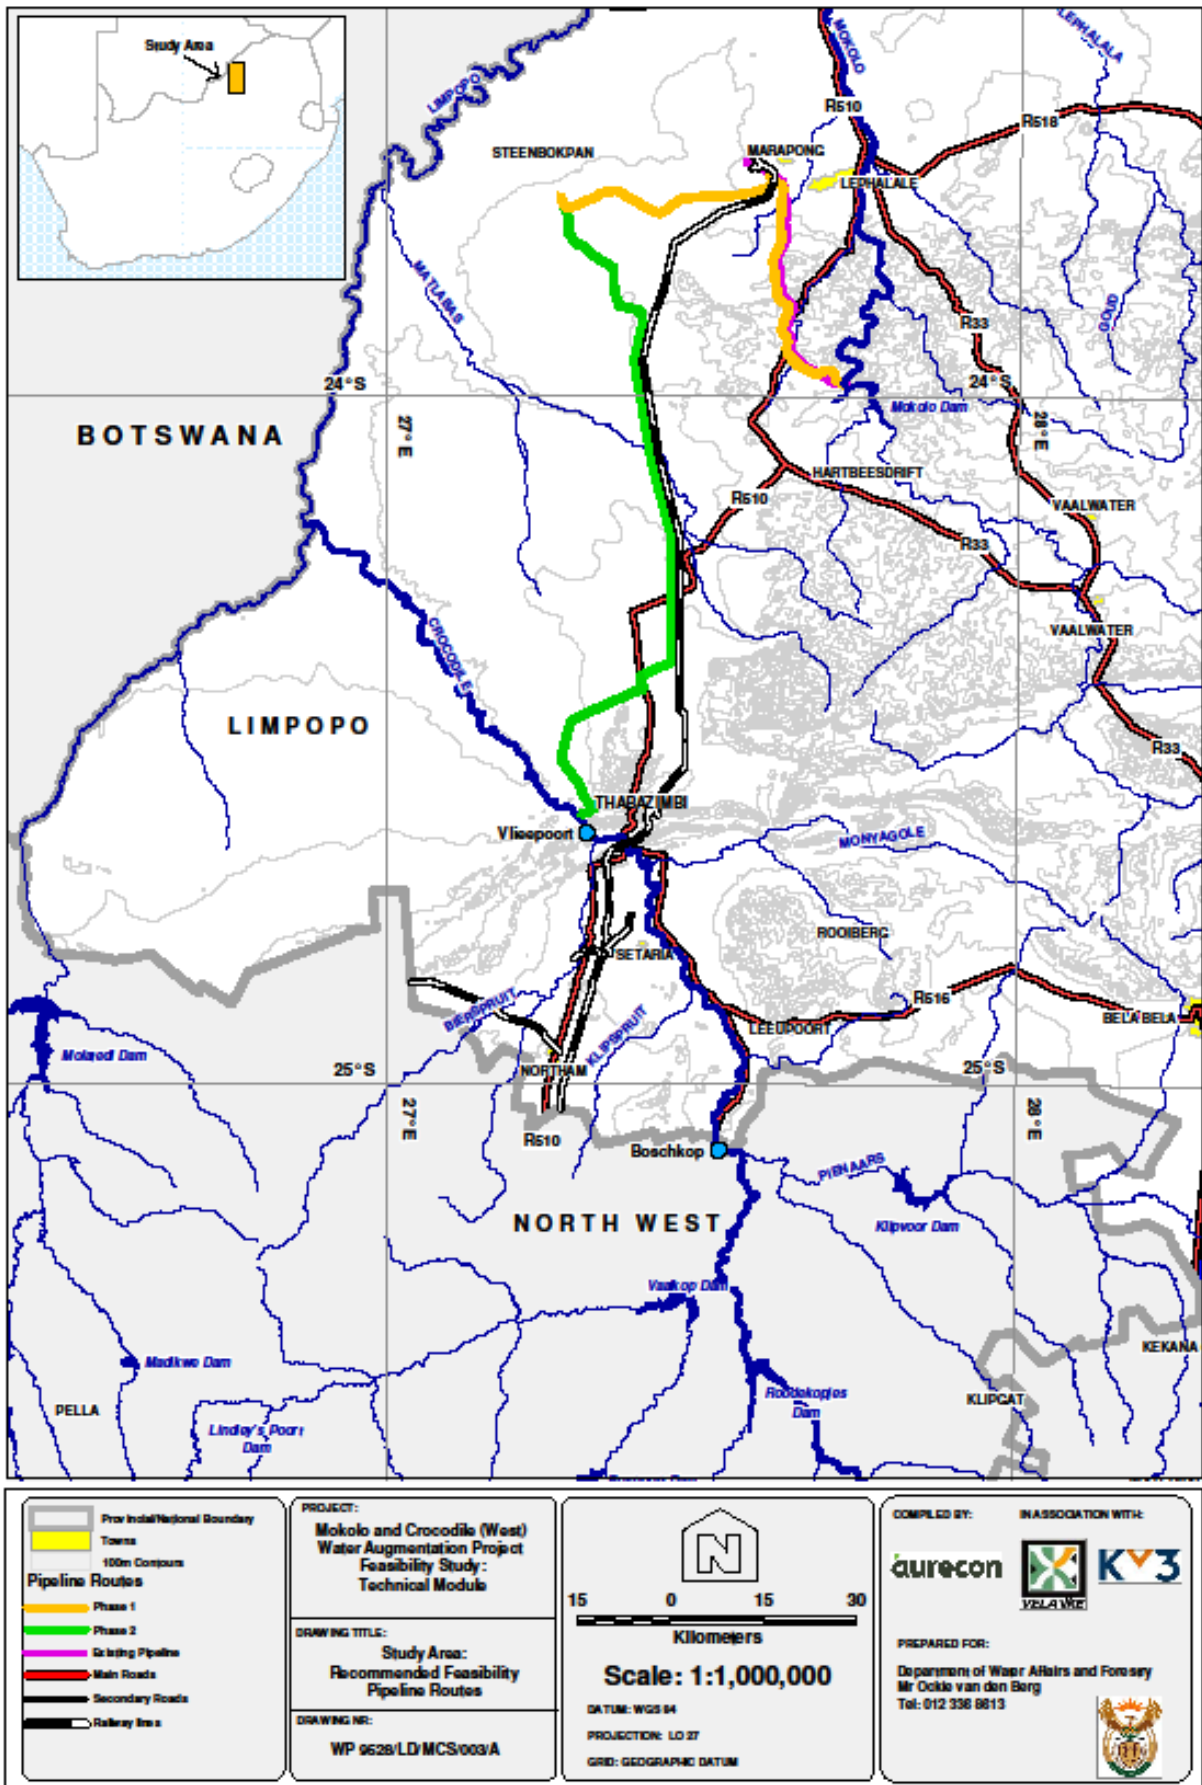 Study Area
LIMPOPO
MOKOLO
LEPHALALA
R510
R518
STEENBOKPAN
MARAPONG
LEPHALALE
MATLABAS
GOUD
R33
24°S
24°S
Mokolo Dam
27°E
28°E
BOTSWANA
HARTBEESDRIFT
R510
VAALWATER
R33
VAALWATER
CROCODILE
LIMPOPO
R33
THABAZIMBI
Vlieepoort
MONYAGOLE
ROOIBERG
SETARIA
BIERSPRUIT
KLIPSPRUIT
R516
LEEUPOORT
BELA BELA
Molatedi Dam
25°S
NORTHAM
25°S
27°E
28°E
R510
Boschkop
PIENAARS
NORTH WEST
Klipvoor Dam
Vaalkop Dam
Madikwe Dam
KEKANA
PELLA
Roodekopjes
Dam
KLIPGAT
Lindley's Poort
Dam
Provincial/National Boundary
Towns
100m Contours
Pipeline Routes
Phase 1
Phase 2
Existing Pipeline
Main Roads
Secondary Roads
Railway lines
PROJECT:
Mokolo and Crocodile (West)
Water Augmentation Project
Feasibility Study:
Technical Module
DRAWING TITLE:
Study Area:
Recommended Feasibility
Pipeline Routes
DRAWING NR:
WP 9528/LD/MCS/003/A
N
15 0 15 30
Kilometers
Scale: 1:1,000,000
DATUM: WGS 84
PROJECTION: LO 27
GRID: GEOGRAPHIC DATUM
COMPILED BY: IN ASSOCIATION WITH:
aurecon
VELA VKE
KV3
PREPARED FOR:
Department of Water Affairs and Forestry
Mr Ockie van den Berg
Tel: 012 336 8613